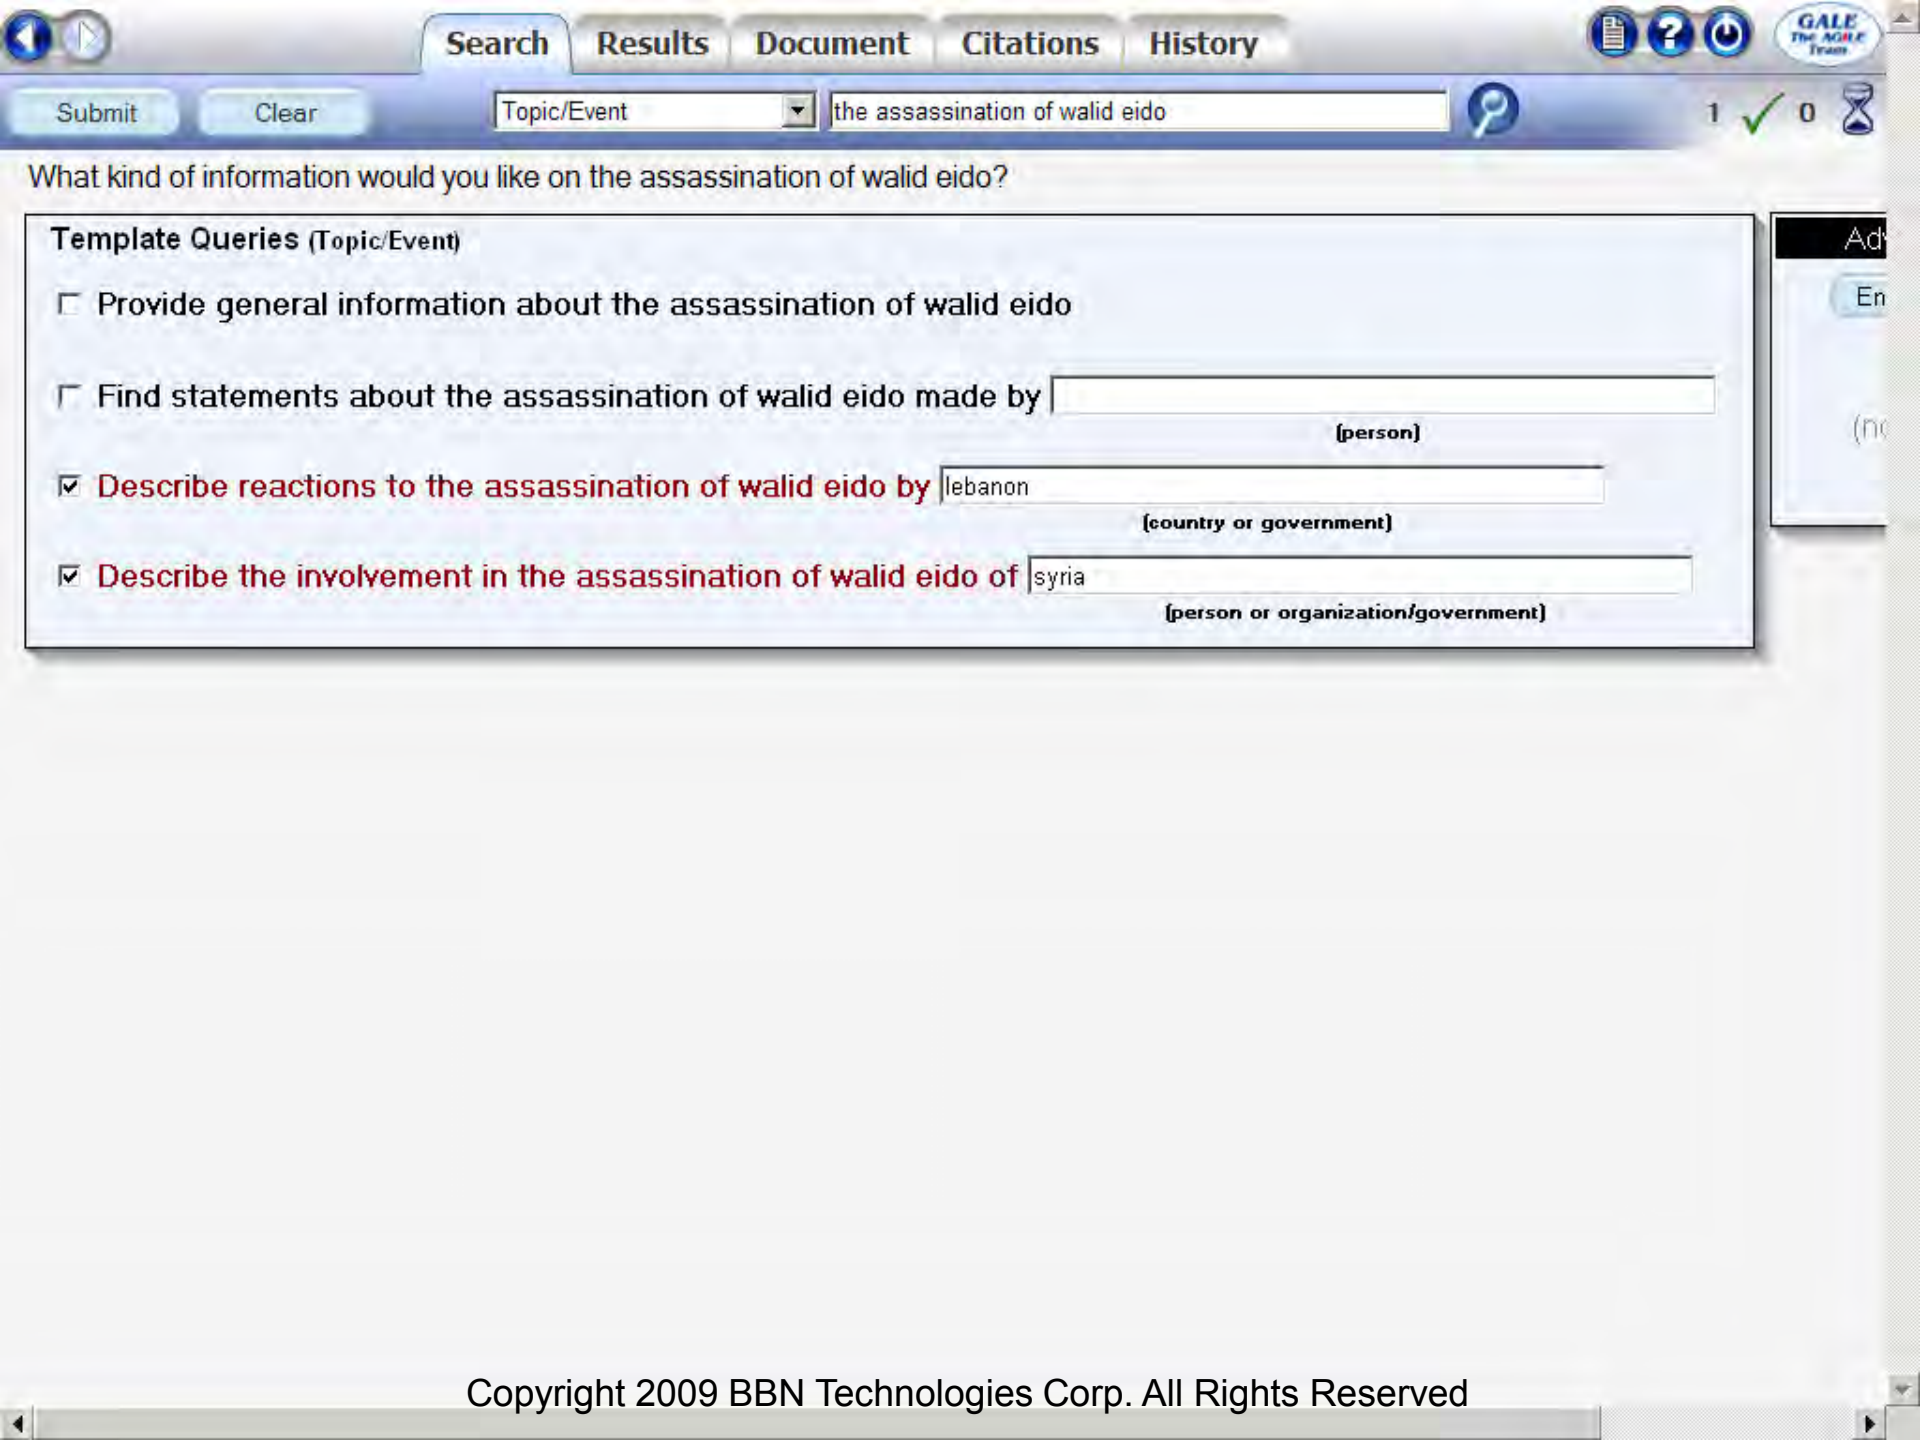 Search Results Document Citations History
GALE
The AGILE
Team
Submit Clear Topic/Event the assassination of walid eido 1 0
What kind of information would you like on the assassination of walid eido?
Template Queries (Topic/Event)
Provide general information about the assassination of walid eido
Find statements about the assassination of walid eido made by
(person)
Describe reactions to the assassination of walid eido by lebanon
(country or government)
Describe the involvement in the assassination of walid eido of syria
(person or organization/government)
Copyright 2009 BBN Technologies Corp. All Rights Reserved